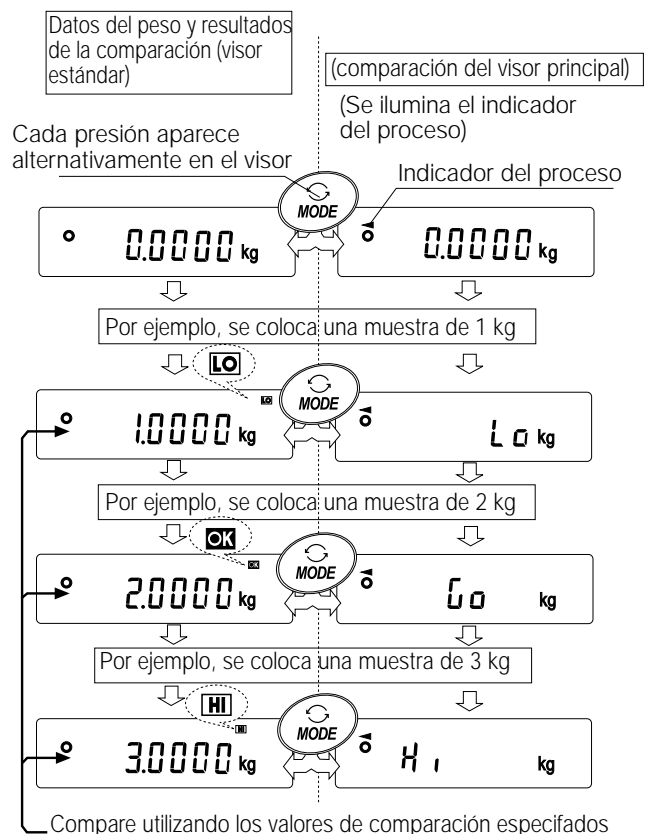 Datos del peso y resultados
de la comparación (visor
estándar)
(comparación del visor principal)
(Se ilumina el indicador
del proceso)
Cada presión aparece
alternativamente en el visor
Indicador del proceso
MODE
0.0000 kg
0.0000 kg
Por ejemplo, se coloca una muestra de 1 kg
LO
LO
MODE
1.0000 kg
Lo kg
Por ejemplo, se coloca una muestra de 2 kg
OK
OK
MODE
2.0000 kg
Go kg
Por ejemplo, se coloca una muestra de 3 kg
HI
HI
MODE
3.0000 kg
Hi kg
Compare utilizando los valores de comparación especifados